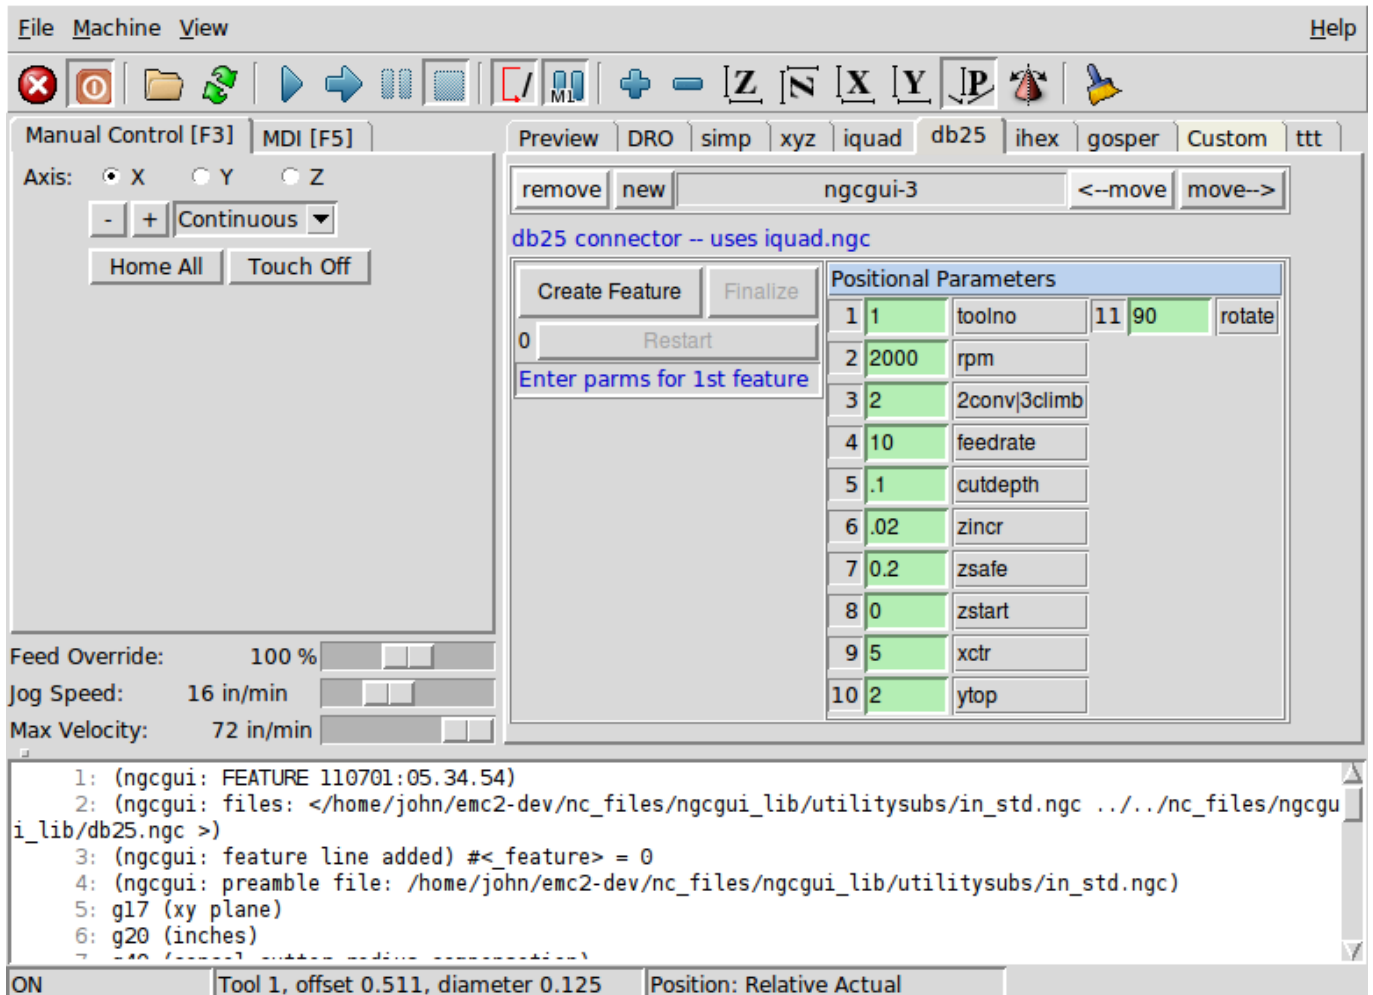 File Machine View Help
Z N X Y P
M1
Manual Control [F3] MDI [F5]
Preview DRO simp xyz iquad db25 ihex gosper Custom ttt
Axis: X Y Z
- + Continuous
Home All Touch Off
remove new ngcgui-3 <--move move-->
db25 connector -- uses iquad.ngc
Create Feature Finalize
0 Restart
Enter parms for 1st feature
Positional Parameters
1 1 toolno 11 90 rotate
2 2000 rpm
3 2 2conv|3climb
4 10 feedrate
5 .1 cutdepth
6 .02 zincr
7 0.2 zsafe
8 0 zstart
9 5 xctr
10 2 ytop
Feed Override: 100 %
Jog Speed: 16 in/min
Max Velocity: 72 in/min
1: (ngcgui: FEATURE 110701:05.34.54)
2: (ngcgui: files: </home/john/emc2-dev/nc_files/ngcgui_lib/utilitysubs/in_std.ngc ../../nc_files/ngcgu
i_lib/db25.ngc >)
3: (ngcgui: feature line added) #<_feature> = 0
4: (ngcgui: preamble file: /home/john/emc2-dev/nc_files/ngcgui_lib/utilitysubs/in_std.ngc)
5: g17 (xy plane)
6: g20 (inches)
7: g40 (cancel cutter radius compensation)
ON Tool 1, offset 0.511, diameter 0.125 Position: Relative Actual